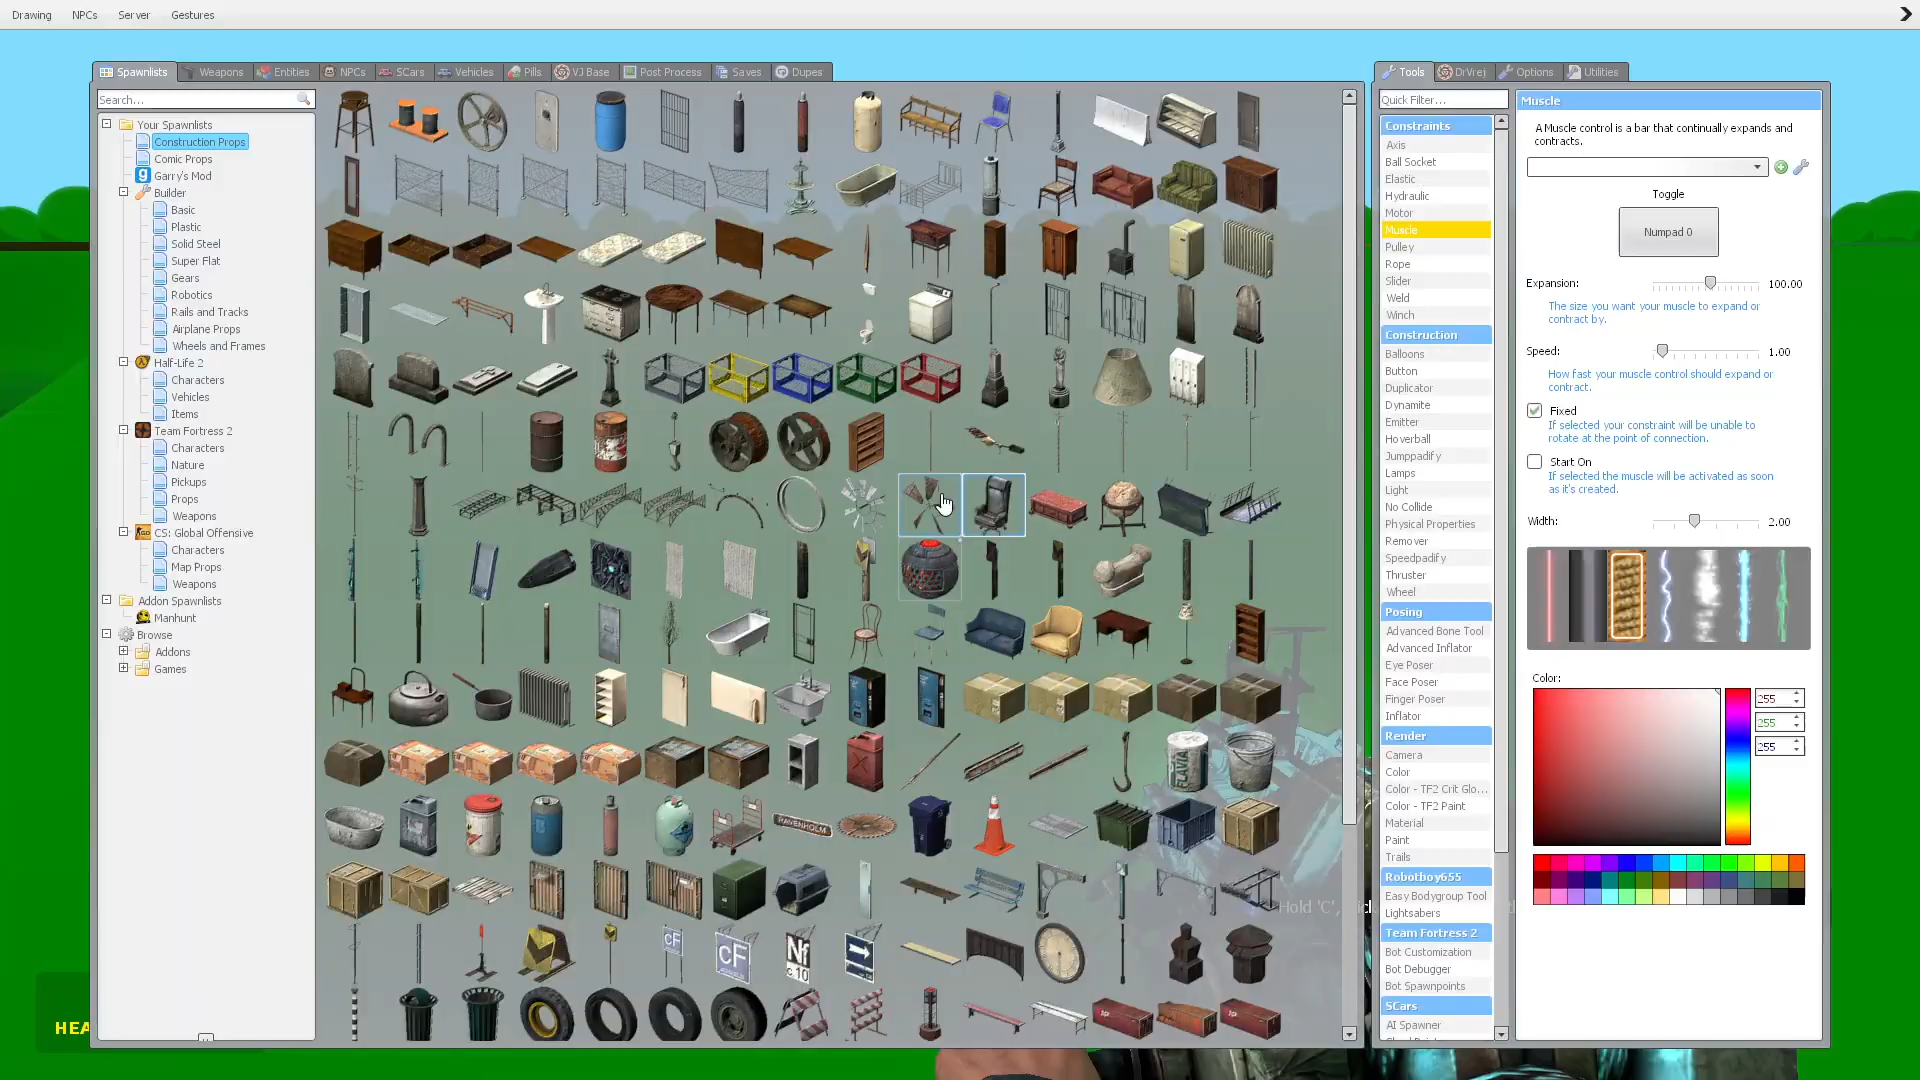 Drawing NPCs Server Gestures
Spawnlists Weapons Entities NPCs SCars Vehicles Pills VJ Base Post Process Saves Dupes
Search...
Your Spawnlists
Construction Props
Comic Props
Garry's Mod
Builder
Basic
Plastic
Solid Steel
Super Flat
Gears
Robotics
Rails and Tracks
Airplane Props
Wheels and Frames
Half-Life 2
Characters
Vehicles
Items
Team Fortress 2
Characters
Nature
Pickups
Props
Weapons
CS: Global Offensive
Characters
Map Props
Weapons
Addon Spawnlists
Manhunt
Browse
Addons
Games
HEA
RAVENHOLM
cF
cF
Nf
c 10
Hold 'C',
Tools DrVrej Options Utilities
Quick Filter...
Constraints
Axis
Ball Socket
Elastic
Hydraulic
Motor
Muscle
Pulley
Rope
Slider
Weld
Winch
Construction
Balloons
Button
Duplicator
Dynamite
Emitter
Hoverball
Jumppadify
Lamps
Light
No Collide
Physical Properties
Remover
Speedpadify
Thruster
Wheel
Posing
Advanced Bone Tool
Advanced Inflator
Eye Poser
Face Poser
Finger Poser
Inflator
Render
Camera
Color
Color - TF2 Crit Glo...
Color - TF2 Paint
Material
Paint
Trails
Robotboy655
Easy Bodygroup Tool
Lightsabers
Team Fortress 2
Bot Customization
Bot Debugger
Bot Spawnpoints
SCars
AI Spawner
Muscle
A Muscle control is a bar that continually expands and
contracts.
Toggle
Numpad 0
Expansion: 100.00
The size you want your muscle to expand or
contract by.
Speed: 1.00
How fast your muscle control should expand or
contract.
Fixed
If selected your constraint will be unable to
rotate at the point of connection.
Start On
If selected the muscle will be activated as soon
as it's created.
Width: 2.00
Color:
255
255
255